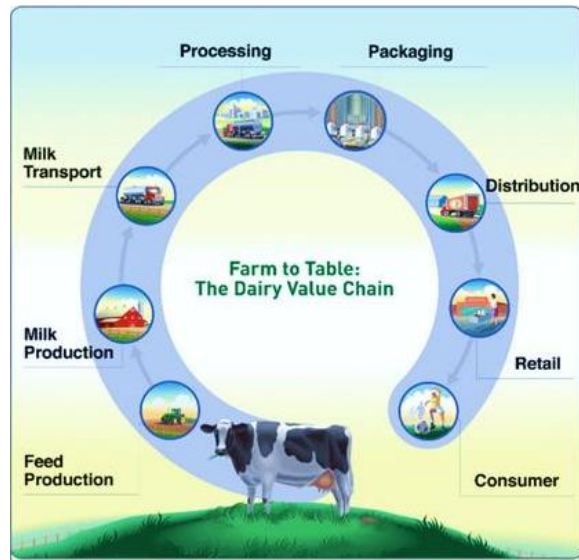 Processing
Packaging
Milk
Transport
Distribution
Farm to Table:
The Dairy Value Chain
Milk
Production
Retail
Feed
Production
Consumer